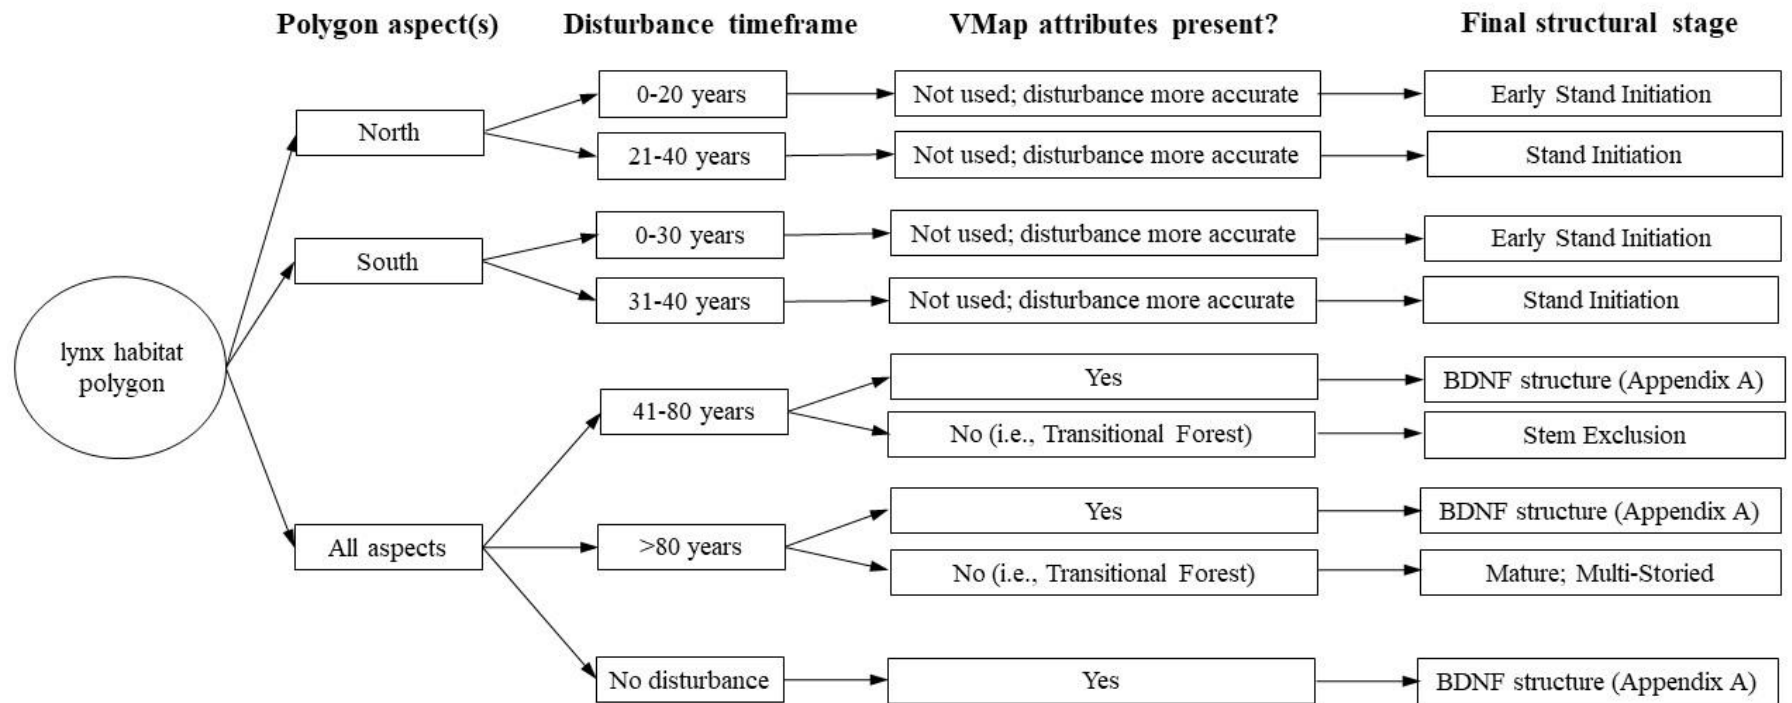 Polygon aspect(s)
Disturbance timeframe
VMap attributes present?
Final structural stage
lynx habitat
polygon
North
0-20 years
Not used; disturbance more accurate
Early Stand Initiation
21-40 years
Not used; disturbance more accurate
Stand Initiation
South
0-30 years
Not used; disturbance more accurate
Early Stand Initiation
31-40 years
Not used; disturbance more accurate
Stand Initiation
All aspects
41-80 years
Yes
BDNF structure (Appendix A)
No (i.e., Transitional Forest)
Stem Exclusion
>80 years
Yes
BDNF structure (Appendix A)
No (i.e., Transitional Forest)
Mature; Multi-Storied
No disturbance
Yes
BDNF structure (Appendix A)